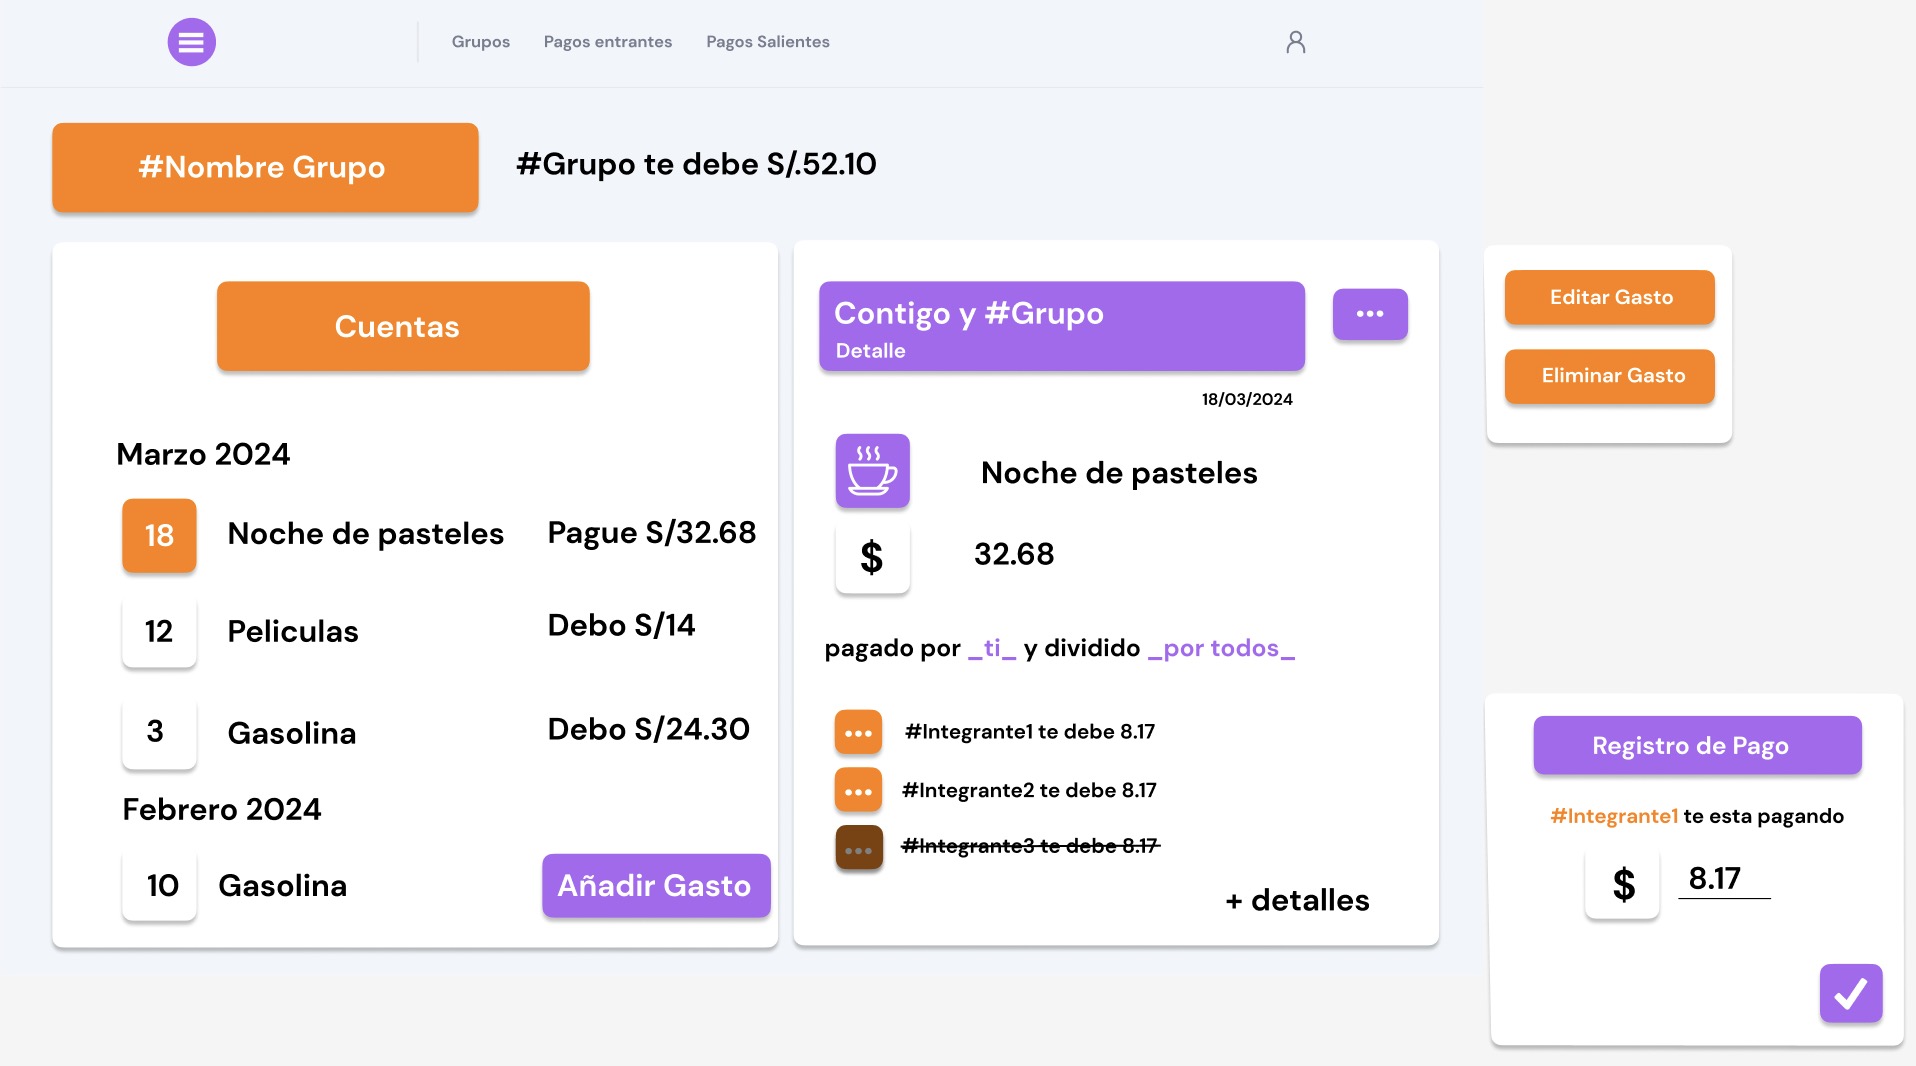 Grupos Pagos entrantes Pagos Salientes
#Nombre Grupo
#Grupo te debe S/.52.10
Cuentas
Marzo 2024
18 Noche de pasteles Pague S/32.68
12 Peliculas Debo S/14
3 Gasolina Debo S/24.30
Febrero 2024
10 Gasolina
Añadir Gasto
Contigo y #Grupo
Detalle
...
18/03/2024
Noche de pasteles
$ 32.68
pagado por _ti_ y dividido _por todos_
... #Integrante1 te debe 8.17
... #Integrante2 te debe 8.17
... #Integrante3 te debe 8.17
+ detalles
Editar Gasto
Eliminar Gasto
Registro de Pago
#Integrante1 te esta pagando
$ 8.17